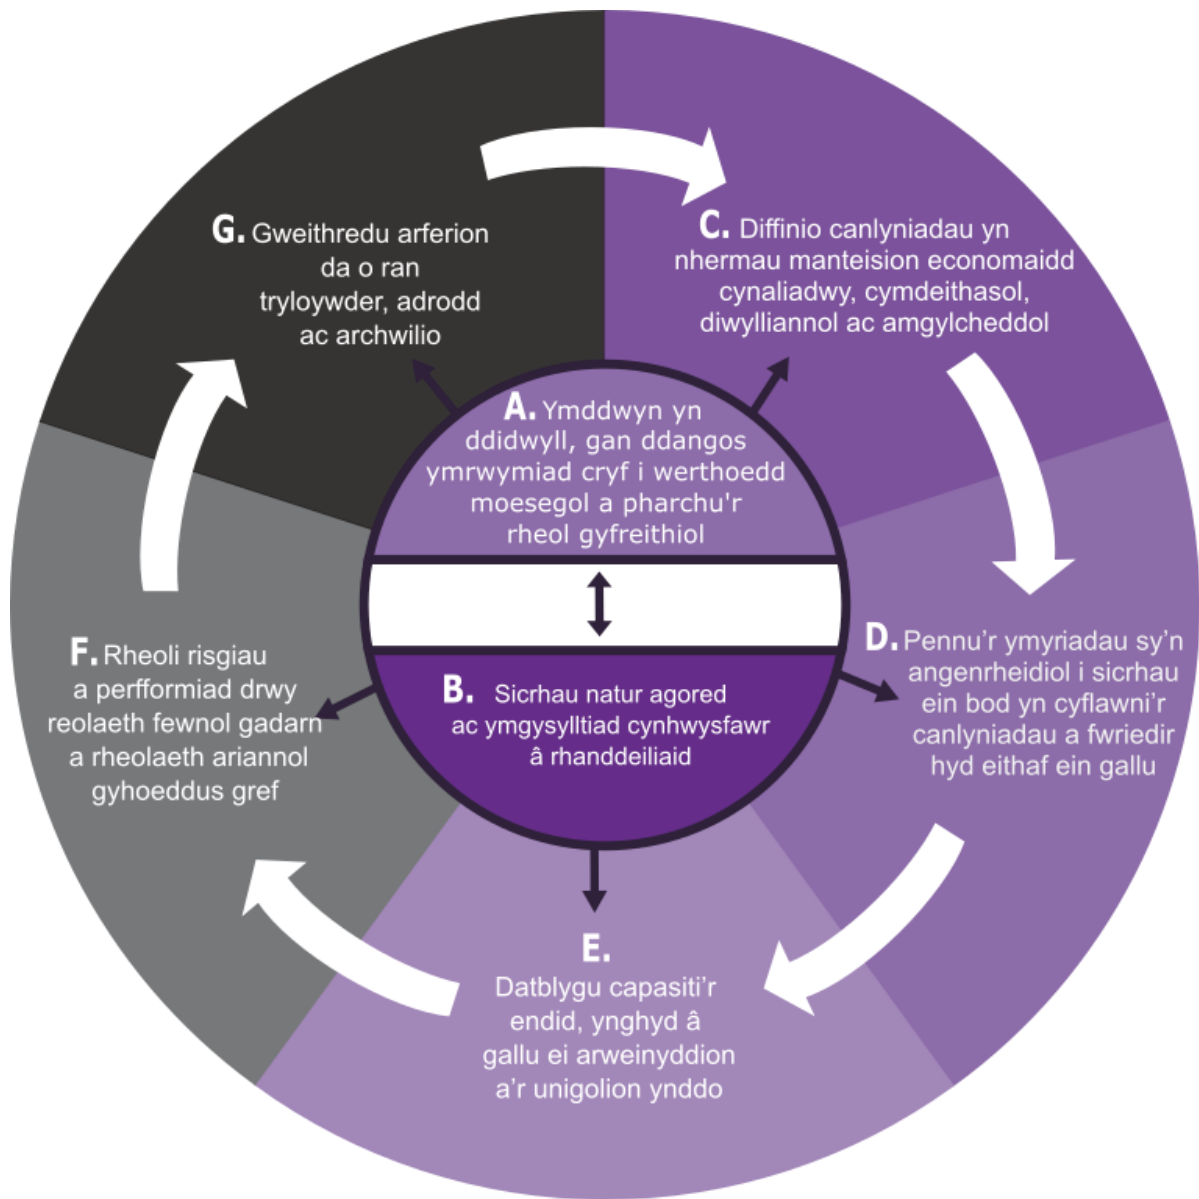 A. Ymddwyn yn
ddidwyll, gan ddangos
ymrwymiad cryf i werthoedd
moesegol a pharchu'r
rheol gyfreithiol
B. Sicrhau natur agored
ac ymgysylltiad cynhwysfawr
â rhanddeiliaid
C. Diffinio canlyniadau yn
nhermau manteision economaidd
cynaliadwy, cymdeithasol,
diwylliannol ac amgylcheddol
D. Pennu’r ymyriadau sy’n
angenrheidiol i sicrhau
ein bod yn cyflawni’r
canlyniadau a fwriedir
hyd eithaf ein gallu
E.
Datblygu capasiti’r
endid, ynghyd â
gallu ei arweinyddion
a’r unigolion ynddo
F. Rheoli risgiau
a perfformiad drwy
reolaeth fewnol gadarn
a rheolaeth ariannol
gyhoeddus gref
G. Gweithredu arferion
da o ran
tryloywder, adrodd
ac archwilio